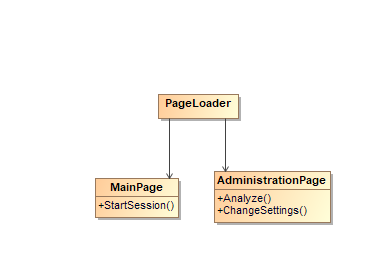 PageLoader
MainPage
+StartSession()
AdministrationPage
+Analyze()
+ChangeSettings()